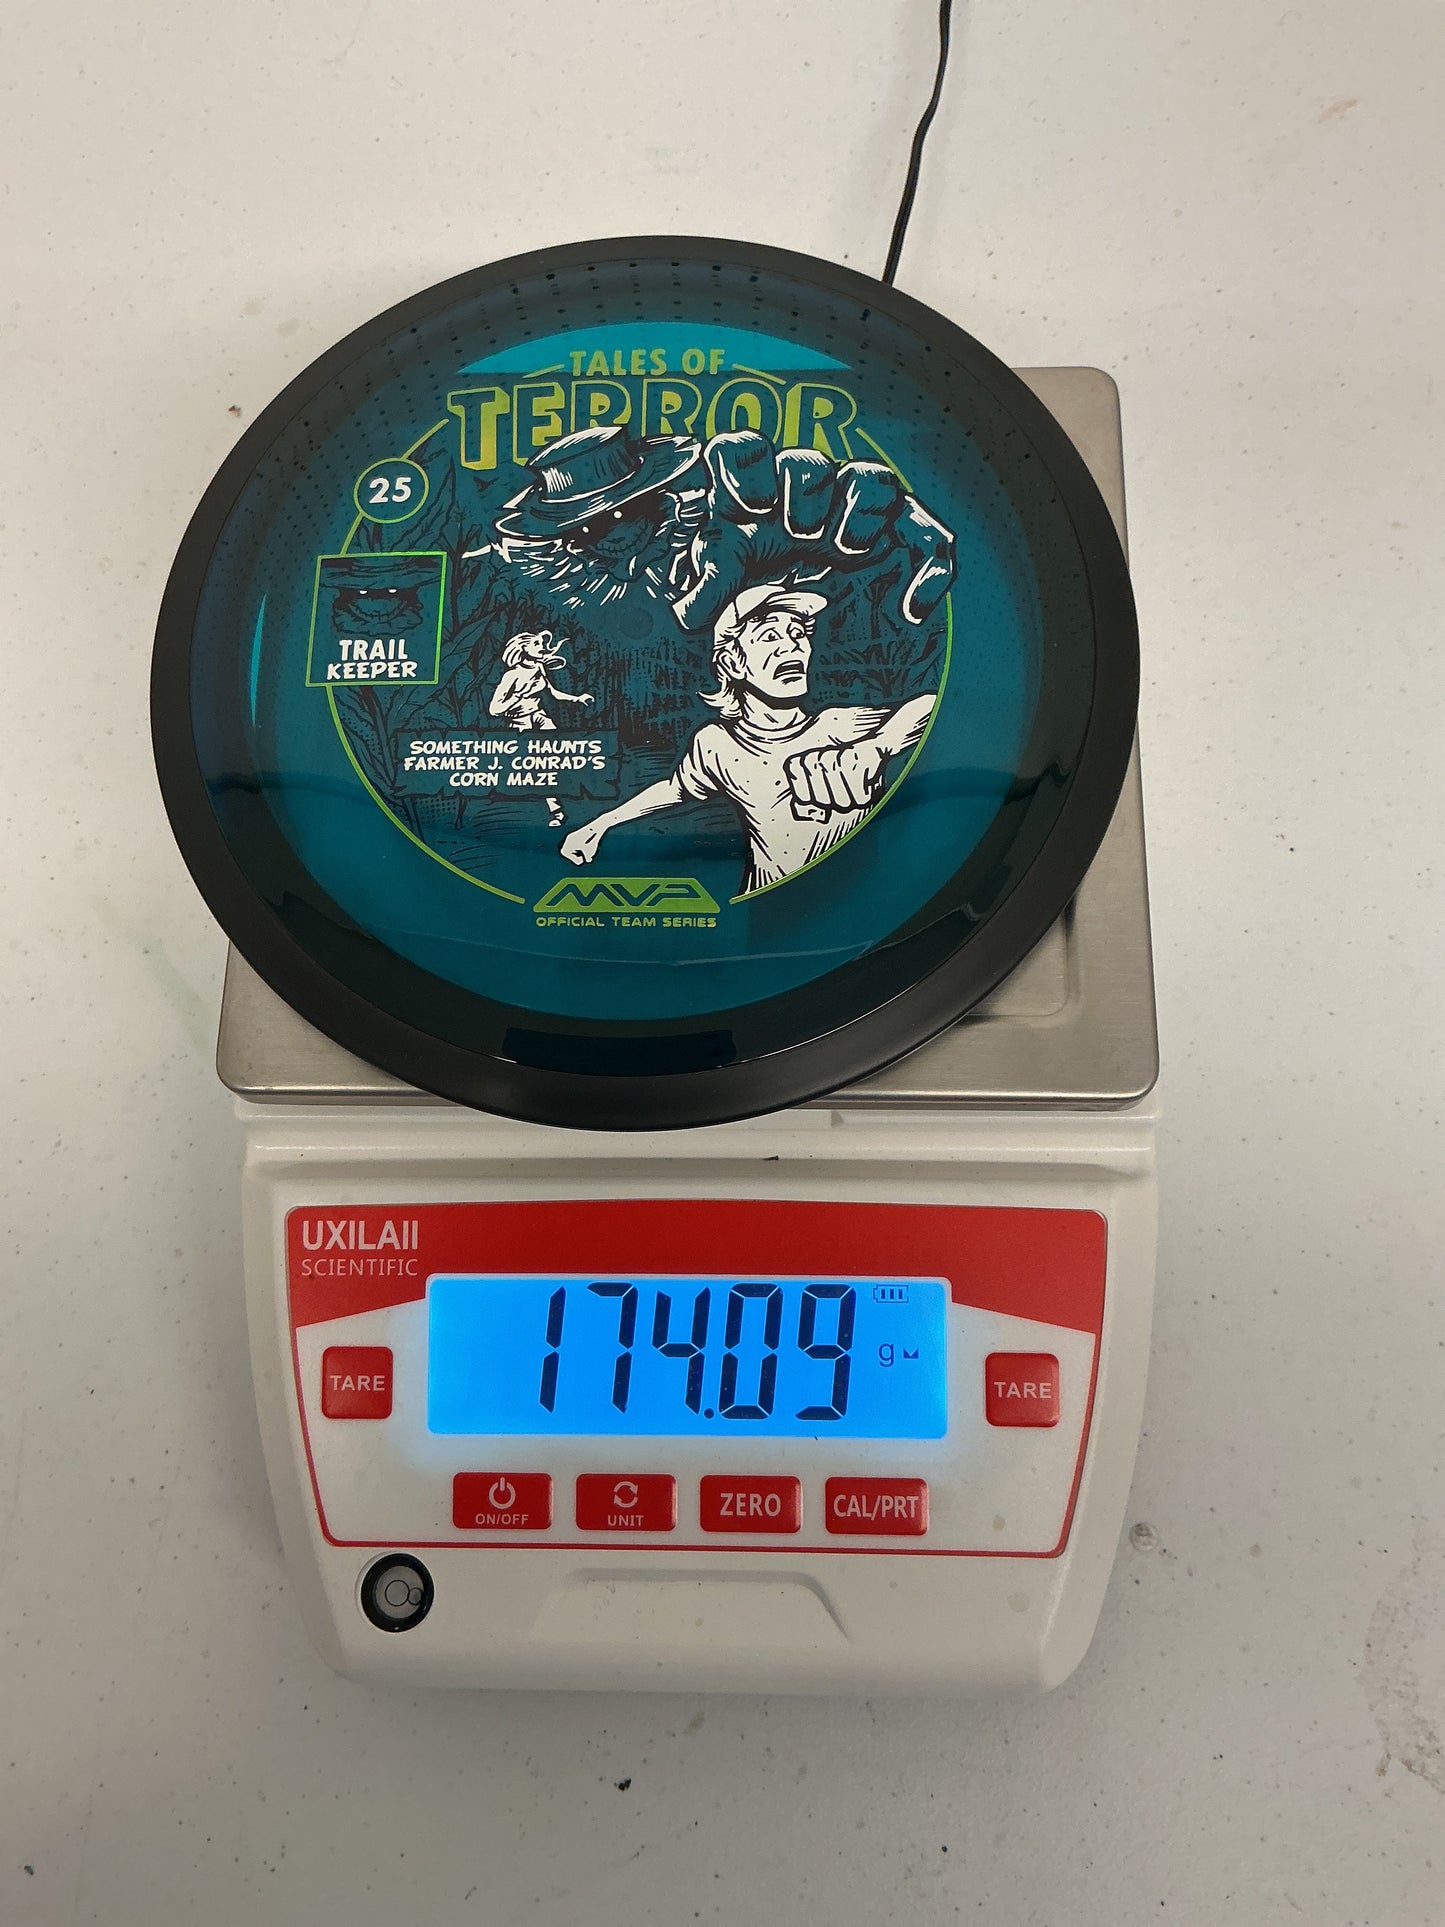 TALES OF
TERROR
25
TRAIL
KEEPER
SOMETHING HAUNTS
FARMER J. CONRAD'S
CORN MAZE
MVP
OFFICIAL TEAM SERIES
UXILAII
SCIENTIFIC
174.09
g
TARE
TARE
ON/OFF
UNIT
ZERO
CAL/PRT